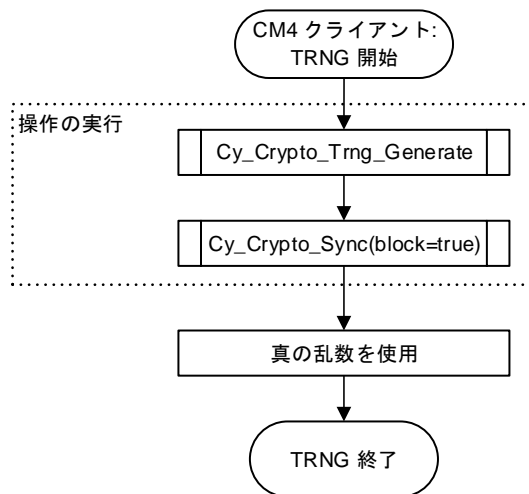 CM4 クライアント:
TRNG 開始
操作の実行
Cy_Crypto_Trng_Generate
Cy_Crypto_Sync(block=true)
真の乱数を使用
TRNG 終了